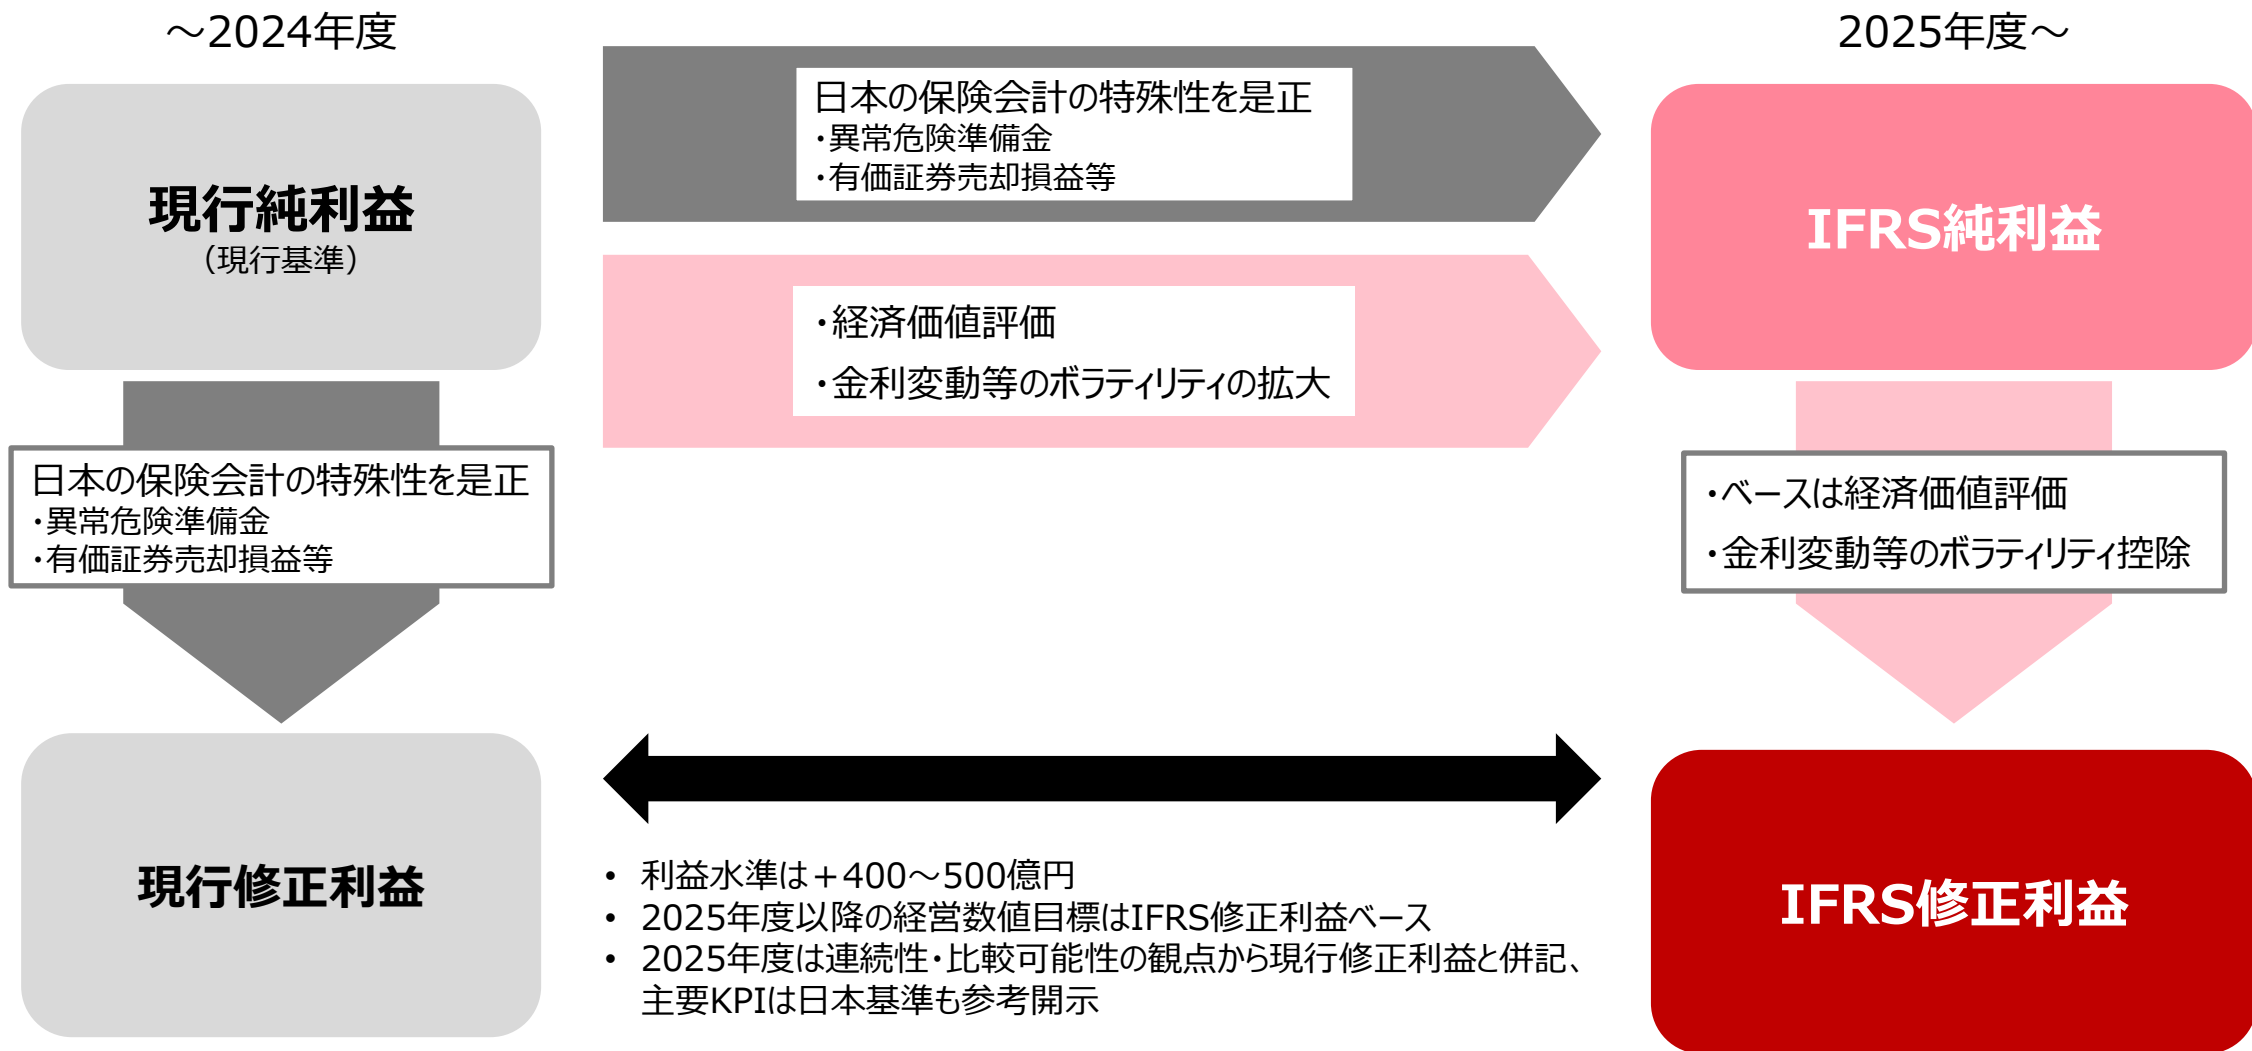 ～2024年度
2025年度～
現行純利益
（現行基準）
日本の保険会計の特殊性を是正
・異常危険準備金
・有価証券売却損益等
・経済価値評価
・金利変動等のボラティリティの拡大
IFRS純利益
日本の保険会計の特殊性を是正
・異常危険準備金
・有価証券売却損益等
・ベースは経済価値評価
・金利変動等のボラティリティ控除
現行修正利益
• 利益水準は＋400～500億円
• 2025年度以降の経営数値目標はIFRS修正利益ベース
• 2025年度は連続性・比較可能性の観点から現行修正利益と併記、
主要KPIは日本基準も参考開示
IFRS修正利益